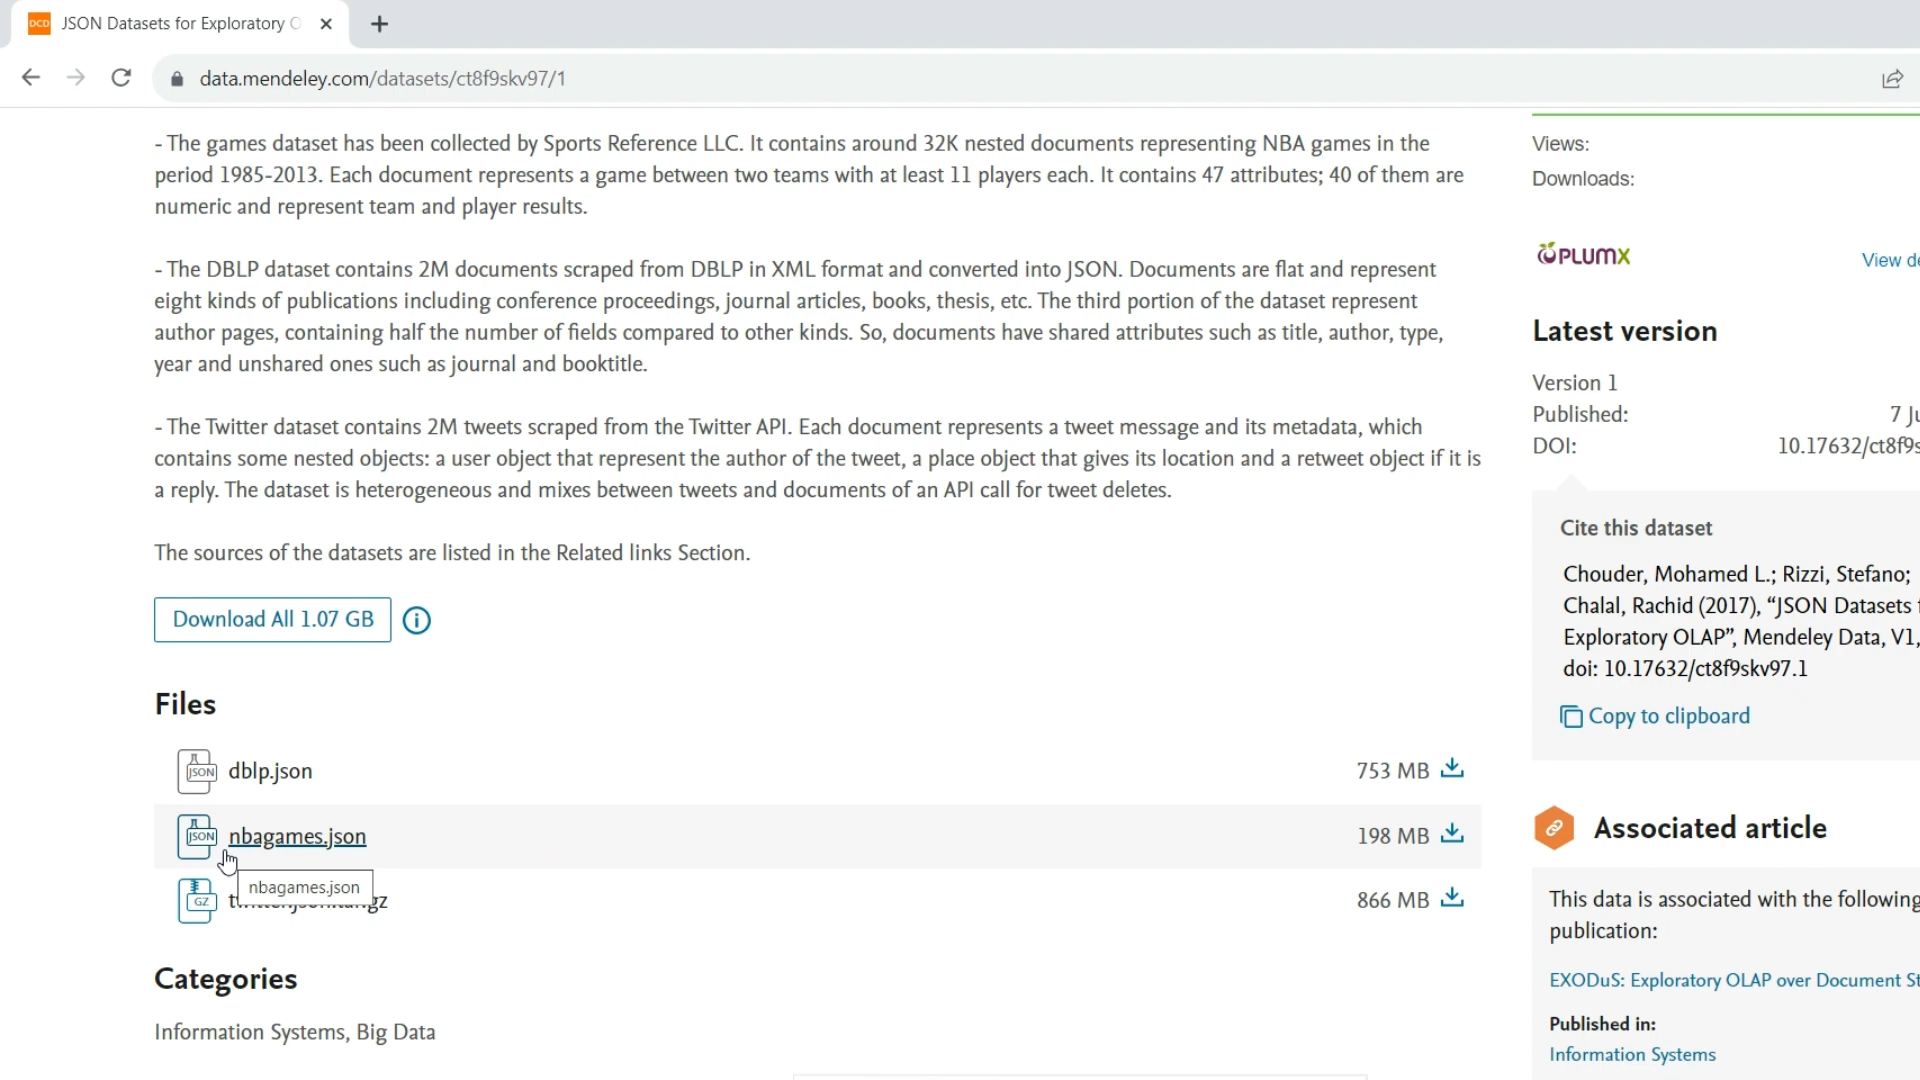 DCD JSON Datasets for Exploratory O
data.mendeley.com/datasets/ct8f9skv97/1
- The games dataset has been collected by Sports Reference LLC. It contains around 32K nested documents representing NBA games in the
period 1985-2013. Each document represents a game between two teams with at least 11 players each. It contains 47 attributes; 40 of them are
numeric and represent team and player results.
- The DBLP dataset contains 2M documents scraped from DBLP in XML format and converted into JSON. Documents are flat and represent
eight kinds of publications including conference proceedings, journal articles, books, thesis, etc. The third portion of the dataset represent
author pages, containing half the number of fields compared to other kinds. So, documents have shared attributes such as title, author, type,
year and unshared ones such as journal and booktitle.
- The Twitter dataset contains 2M tweets scraped from the Twitter API. Each document represents a tweet message and its metadata, which
contains some nested objects: a user object that represent the author of the tweet, a place object that gives its location and a retweet object if it is
a reply. The dataset is heterogeneous and mixes between tweets and documents of an API call for tweet deletes.
The sources of the datasets are listed in the Related links Section.
Download All 1.07 GB
Files
JSON dblp.json 753 MB
JSON nbagames.json 198 MB
nbagames.json
GZ 866 MB
Categories
Information Systems, Big Data
Views:
Downloads:
PLUMX View de
Latest version
Version 1
Published: 7 Ju
DOI: 10.17632/ct8f9s
Cite this dataset
Chouder, Mohamed L.; Rizzi, Stefano;
Chalal, Rachid (2017), “JSON Datasets f
Exploratory OLAP”, Mendeley Data, V1,
doi: 10.17632/ct8f9skv97.1
Copy to clipboard
Associated article
This data is associated with the following
publication:
EXODuS: Exploratory OLAP over Document St
Published in:
Information Systems